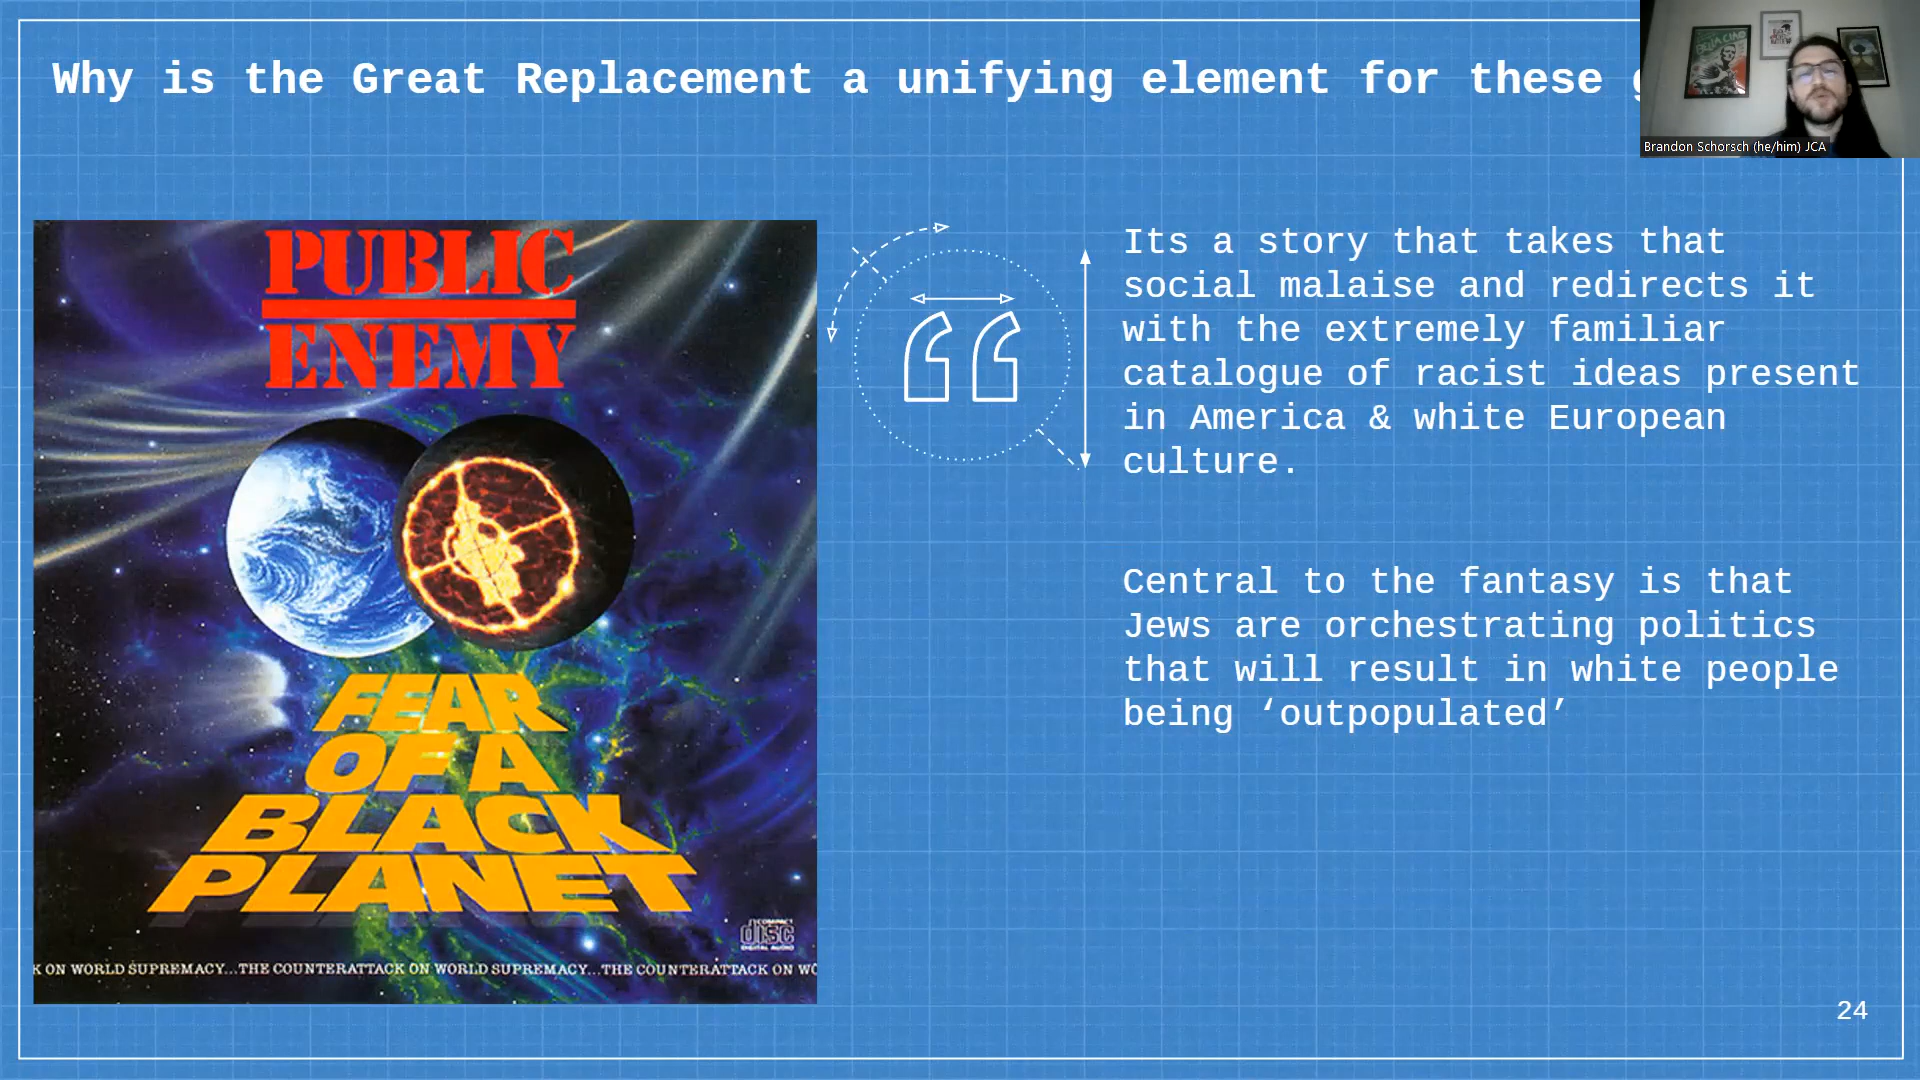 Why is the Great Replacement a unifying element for these
Brandon Schorsch (he/him) JCA
PUBLIC
ENEMY
FEAR
OF A
BLACK
PLANET
COMPACT
disc
DIGITAL AUDIO
K ON WORLD SUPREMACY...THE COUNTERATTACK ON WORLD SUPREMACY...THE COUNTERATTACK ON WO
Its a story that takes that
social malaise and redirects it
with the extremely familiar
catalogue of racist ideas present
in America & white European
culture.
Central to the fantasy is that
Jews are orchestrating politics
that will result in white people
being ‘outpopulated’
24